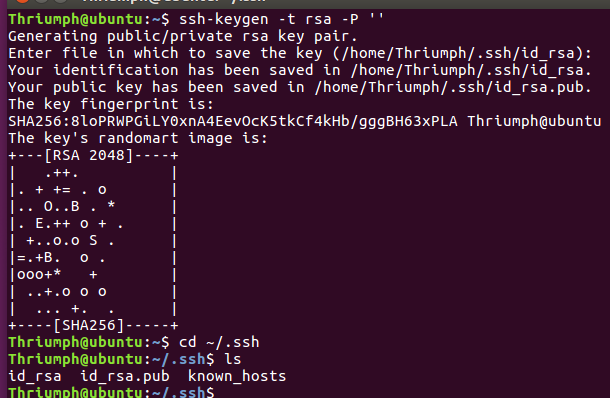 Thriumph@ubuntu:~$ ssh-keygen -t rsa -P ''
Generating public/private rsa key pair.
Enter file in which to save the key (/home/Thriumph/.ssh/id_rsa):
Your identification has been saved in /home/Thriumph/.ssh/id_rsa.
Your public key has been saved in /home/Thriumph/.ssh/id_rsa.pub.
The key fingerprint is:
SHA256:8loPRWPGiLY0xnA4EevOcK5tkCf4kHb/gggBH63xPLA Thriumph@ubuntu
The key's randomart image is:
+---[RSA 2048]----+
|    .++.         |
|. + += . o       |
|.. O..B . *      |
|. E.++ o + .     |
| +..o.o S .      |
|=.+B.  o .       |
|ooo+*   +        |
| ..+.o o o       |
|  ... +.  .      |
+----[SHA256]-----+
Thriumph@ubuntu:~$ cd ~/.ssh
Thriumph@ubuntu:~/.ssh$ ls
id_rsa  id_rsa.pub  known_hosts
Thriumph@ubuntu:~/.ssh$